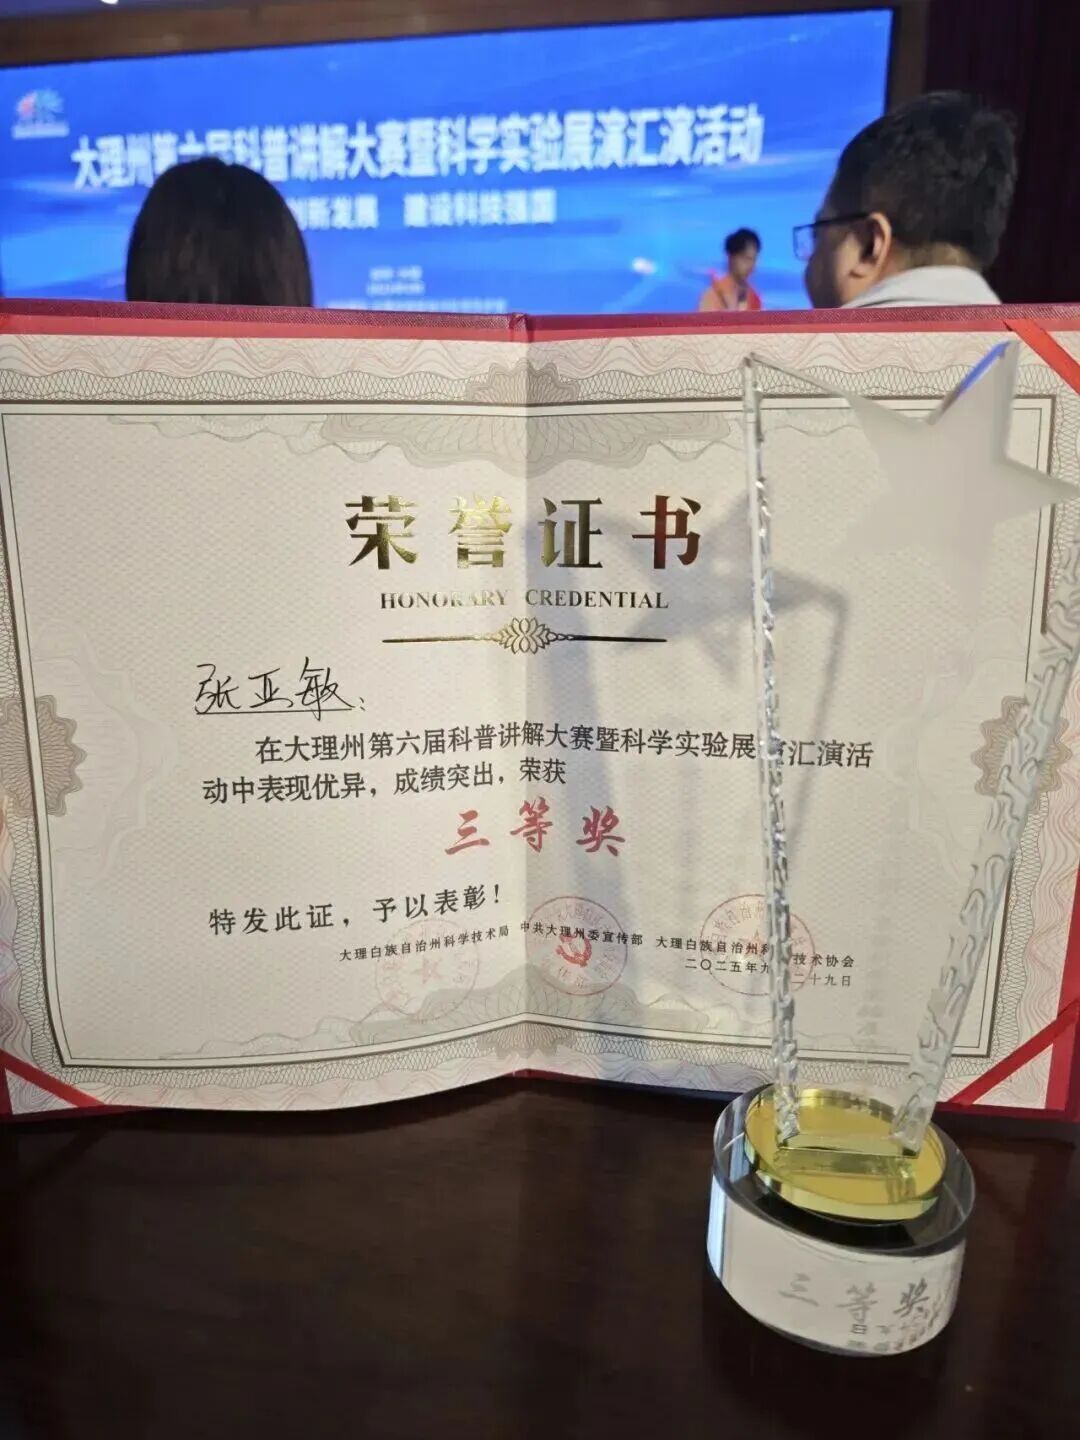 大理州第六届科普讲解大赛暨科学实验展演汇演活动
创新发展 建设科技强国
荣誉证书
HONORARY CREDENTIAL
张亚敏:
在大理州第六届科普讲解大赛暨科学实验展演汇演活
动中表现优异，成绩突出，荣获
三等奖
特发此证，予以表彰！
大理白族自治州科学技术局 中共大理州委宣传部 大理白族自治州科 技术协会
二〇二五年九 二十九日
三等奖